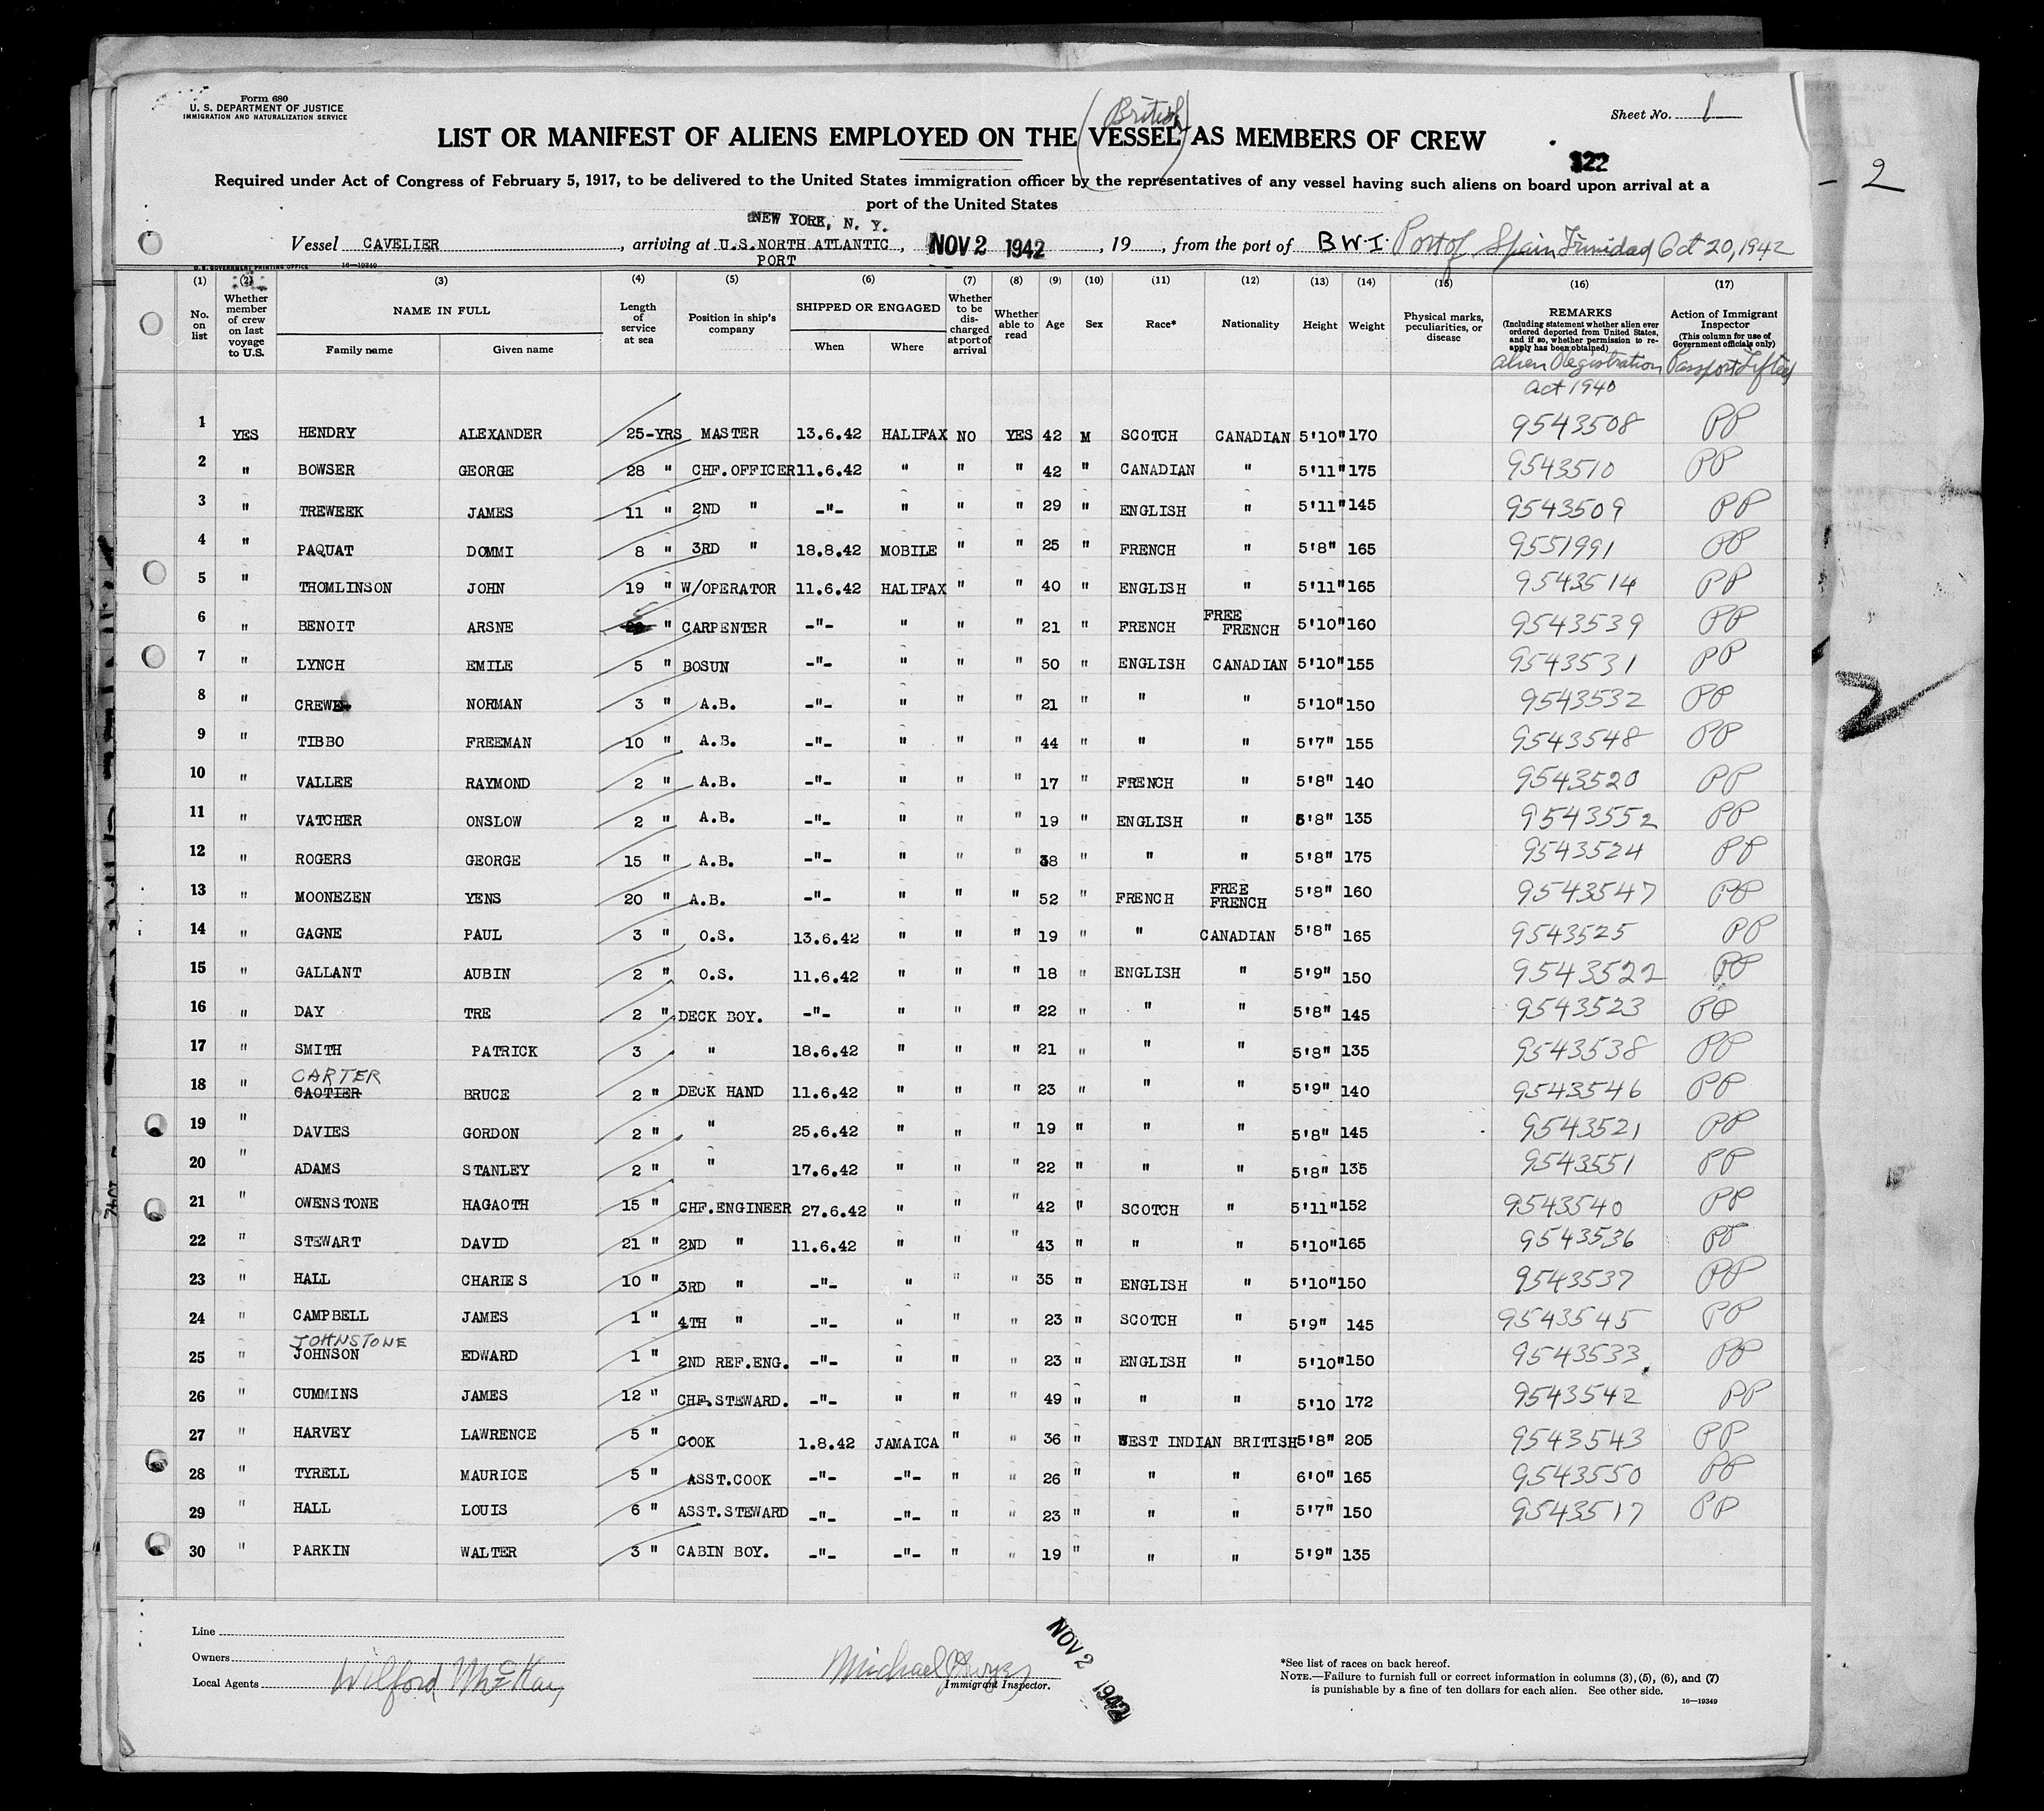 Form 680
U. S. DEPARTMENT OF JUSTICE
IMMIGRATION AND NATURALIZATION SERVICE
Sheet No. 1
(British)
LIST OR MANIFEST OF ALIENS EMPLOYED ON THE VESSEL AS MEMBERS OF CREW
122
Required under Act of Congress of February 5, 1917, to be delivered to the United States immigration officer by the representatives of any vessel having such aliens on board upon arrival at a
port of the United States
- 2
NEW YORK, N. Y.
Vessel CAVELIER, arriving at U.S.NORTH ATLANTIC PORT, NOV 2 1942, 19, from the port of B.W.I. Port of Spain Trinidad Oct 20, 1942
U. S. GOVERNMENT PRINTING OFFICE 16—19349
(1) (2) (3) (4) (5) (6) (7) (8) (9) (10) (11) (12) (13) (14) (15) (16) (17)
No. on list
Whether member of crew on last voyage to U.S.
NAME IN FULL
Family name
Given name
Length of service at sea
Position in ship's company
SHIPPED OR ENGAGED
When
Where
Whether to be discharged at port of arrival
Whether able to read
Age
Sex
Race*
Nationality
Height
Weight
Physical marks, peculiarities, or disease
REMARKS
(Including statement whether alien ever ordered deported from United States, and if so, whether permission to reapply has been obtained)
Alien Registration Act 1940
Action of Immigrant Inspector
(This column for use of Government officials only)
Passport Lifted
1 YES HENDRY ALEXANDER 25-YRS MASTER 13.6.42 HALIFAX NO YES 42 M SCOTCH CANADIAN 5'10" 170 9543508 PP
2 " BOWSER GEORGE 28 " CHF.OFFICER 11.6.42 " " " 42 " CANADIAN " 5'11" 175 9543510 PP
3 " TREWEEK JAMES 11 " 2ND " -"- " " " 29 " ENGLISH " 5'11" 145 9543509 PP
4 " PAQUAT DOMMI 8 " 3RD " 18.8.42 MOBILE " " 25 " FRENCH " 5'8" 165 9551991 PP
5 " THOMLINSON JOHN 19 " W/OPERATOR 11.6.42 HALIFAX " " 40 " ENGLISH " 5'11" 165 9543514 PP
6 " BENOIT ARSNE " CARPENTER -"- " " " 21 " FRENCH FREE FRENCH 5'10" 160 9543539 PP
7 " LYNCH EMILE 5 " BOSUN -"- " " " 50 " ENGLISH CANADIAN 5'10" 155 9543531 PP
8 " CREWE NORMAN 3 " A.B. -"- " " " 21 " " " 5'10" 150 9543532 PP
9 " TIBBO FREEMAN 10 " A.B. -"- " " " 44 " " " 5'7" 155 9543548 PP
10 " VALLEE RAYMOND 2 " A.B. -"- " " " 17 " FRENCH " 5'8" 140 9543520 PP
11 " VATCHER ONSLOW 2 " A.B. -"- " " " 19 " ENGLISH " 5'8" 135 9543552 PP
12 " ROGERS GEORGE 15 " A.B. -"- " " " 38 " " " 5'8" 175 9543524 PP
13 " MOONEZEN YENS 20 " A.B. -"- " " " 52 " FRENCH FREE FRENCH 5'8" 160 9543547 PP
14 " GAGNE PAUL 3 " O.S. 13.6.42 " " " 19 " " CANADIAN 5'8" 165 9543525 PP
15 " GALLANT AUBIN 2 " O.S. 11.6.42 " " " 18 " ENGLISH " 5'9" 150 9543522 PP
16 " DAY TRE 2 " DECK BOY. -"- " " " 22 " " " 5'8" 145 9543523 PP
17 " SMITH PATRICK 3 " 18.6.42 " " " 21 " " " 5'8" 135 9543538 PP
CARTER
18 " GAOTIER BRUCE 2 " DECK HAND 11.6.42 " " " 23 " " " 5'9" 140 9543546 PP
19 " DAVIES GORDON 2 " " 25.6.42 " " " 19 " " " 5'8" 145 9543521 PP
20 " ADAMS STANLEY 2 " " 17.6.42 " " " 22 " " " 5'8" 135 9543551 PP
21 " OWENSTONE HAGAOTH 15 " CHF.ENGINEER 27.6.42 " " " 42 " SCOTCH " 5'11" 152 9543540 PP
22 " STEWART DAVID 21 " 2ND " 11.6.42 " " " 43 " " " 5'10" 165 9543536 PP
23 " HALL CHARIES 10 " 3RD " -"- " " " 35 " ENGLISH " 5'10" 150 9543537 PP
24 " CAMPBELL JAMES 1 " 4TH " -"- " " " 23 " SCOTCH " 5'9" 145 9543545 PP
JOHNSTONE
25 " JOHNSON EDWARD 1 " 2ND REF.ENG. -"- " " " 23 " ENGLISH " 5'10" 150 9543533 PP
26 " CUMMINS JAMES 12 " CHF.STEWARD. -"- " " " 49 " " " 5'10 172 9543542 PP
27 " HARVEY LAWRENCE 5 " COOK 1.8.42 JAMAICA " " 36 " WEST INDIAN BRITISH 5'8" 205 9543543 PP
28 " TYRELL MAURICE 5 " ASST.COOK -"- -"- " " 26 " " " 6'0" 165 9543550 PP
29 " HALL LOUIS 6 " ASST.STEWARD -"- -"- " " 23 " " " 5'7" 150 9543517 PP
30 " PARKIN WALTER 3 " CABIN BOY. -"- -"- " " 19 " " " 5'9" 135
2
Line
Owners
Local Agents Wilford McKay
Michael Dwyer
Immigrant Inspector.
NOV 2 1942
*See list of races on back hereof.
NOTE.—Failure to furnish full or correct information in columns (3), (5), (6), and (7)
is punishable by a fine of ten dollars for each alien. See other side.
16—19349